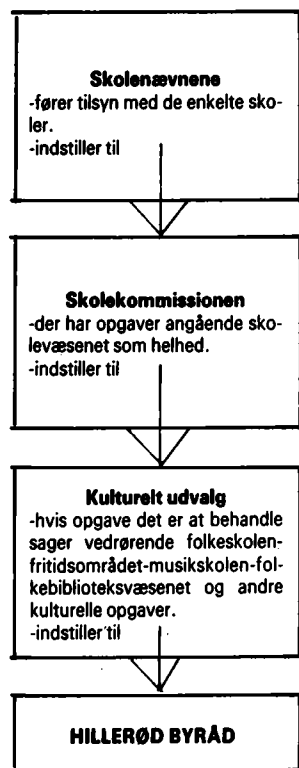 Skolenævnene
-fører tilsyn med de enkelte sko-
ler.
-indstiller til
Skolekommissionen
-der har opgaver angående sko-
levæsenet som helhed.
-indstiller til
Kulturelt udvalg
-hvis opgave det er at behandle
sager vedrørende folkeskolen-
fritidsområdet-musikskolen-fol-
kebiblioteksvæsenet og andre
kulturelle opgaver.
-indstiller til
HILLERØD BYRÅD